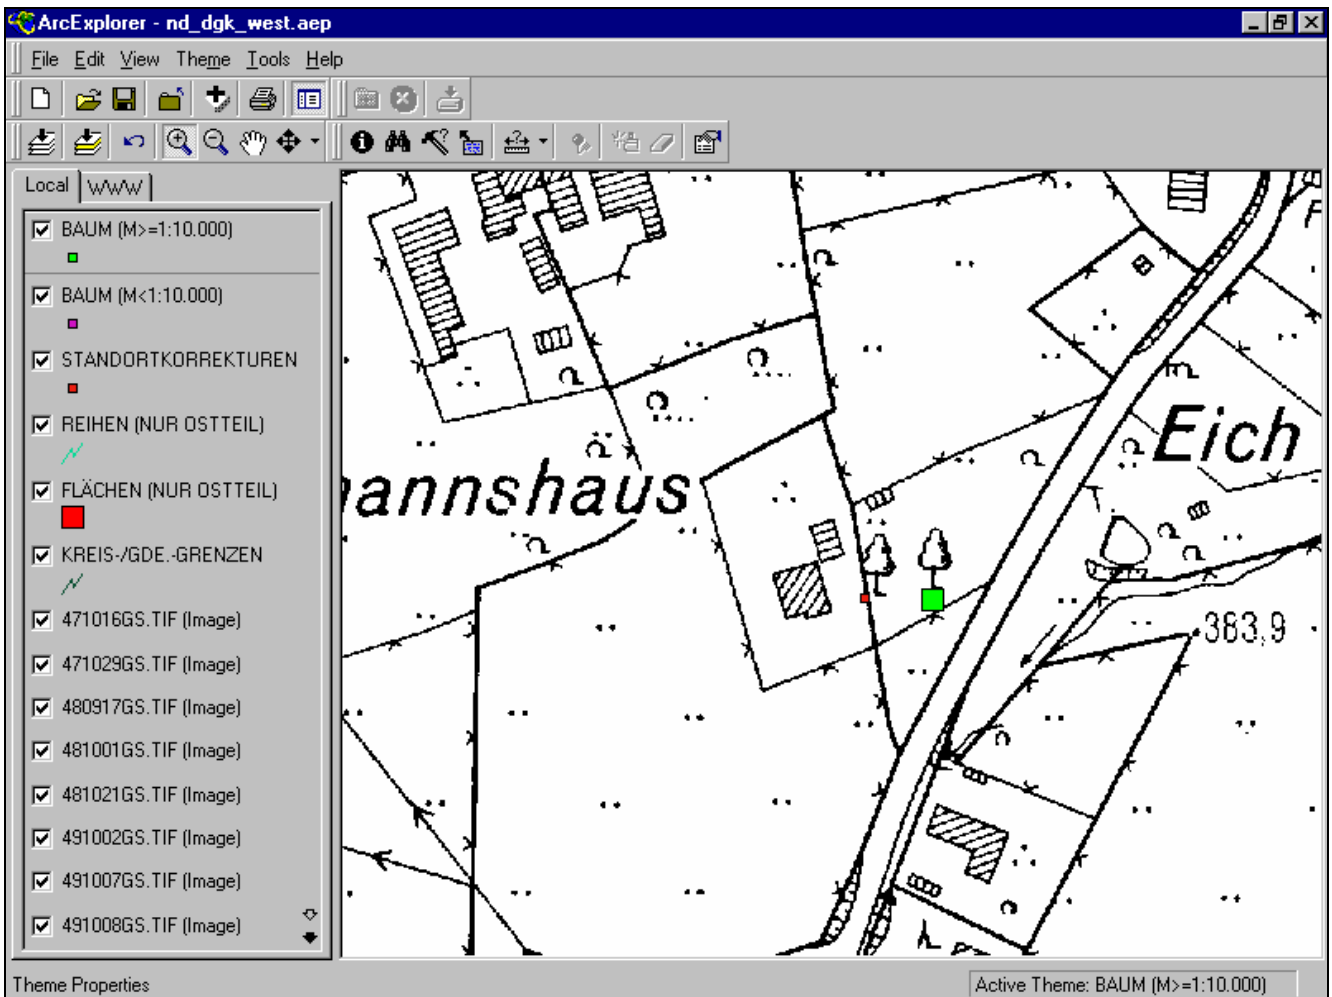 ArcExplorer - nd_dgk_west.aep
File Edit View Theme Tools Help
Local WWW
BAUM (M>=1:10.000)
BAUM (M<1:10.000)
STANDORTKORREKTUREN
REIHEN (NUR OSTTEIL)
FLÄCHEN (NUR OSTTEIL)
KREIS-/GDE.-GRENZEN
471016GS.TIF (Image)
471029GS.TIF (Image)
480917GS.TIF (Image)
481001GS.TIF (Image)
481021GS.TIF (Image)
491002GS.TIF (Image)
491007GS.TIF (Image)
491008GS.TIF (Image)
Eich
annshaus
383,9
Theme Properties
Active Theme: BAUM (M>=1:10.000)